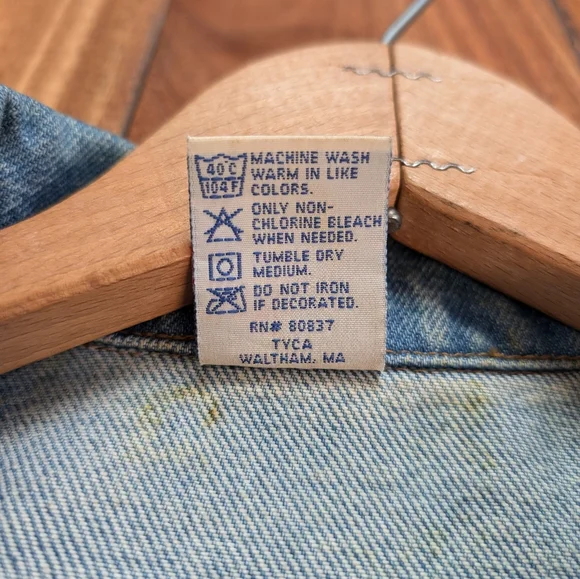 40°C
104 F
MACHINE WASH
WARM IN LIKE
COLORS.
ONLY NON-
CHLORINE BLEACH
WHEN NEEDED.
TUMBLE DRY
MEDIUM.
DO NOT IRON
IF DECORATED.
RN# 80837
TYCA
WALTHAM, MA